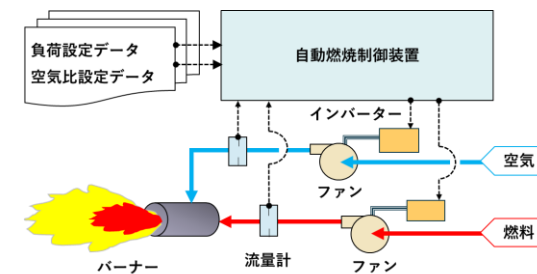 負荷設定データ
空気比設定データ
自動燃焼制御装置
インバーター
空気
ファン
燃料
バーナー
流量計
ファン